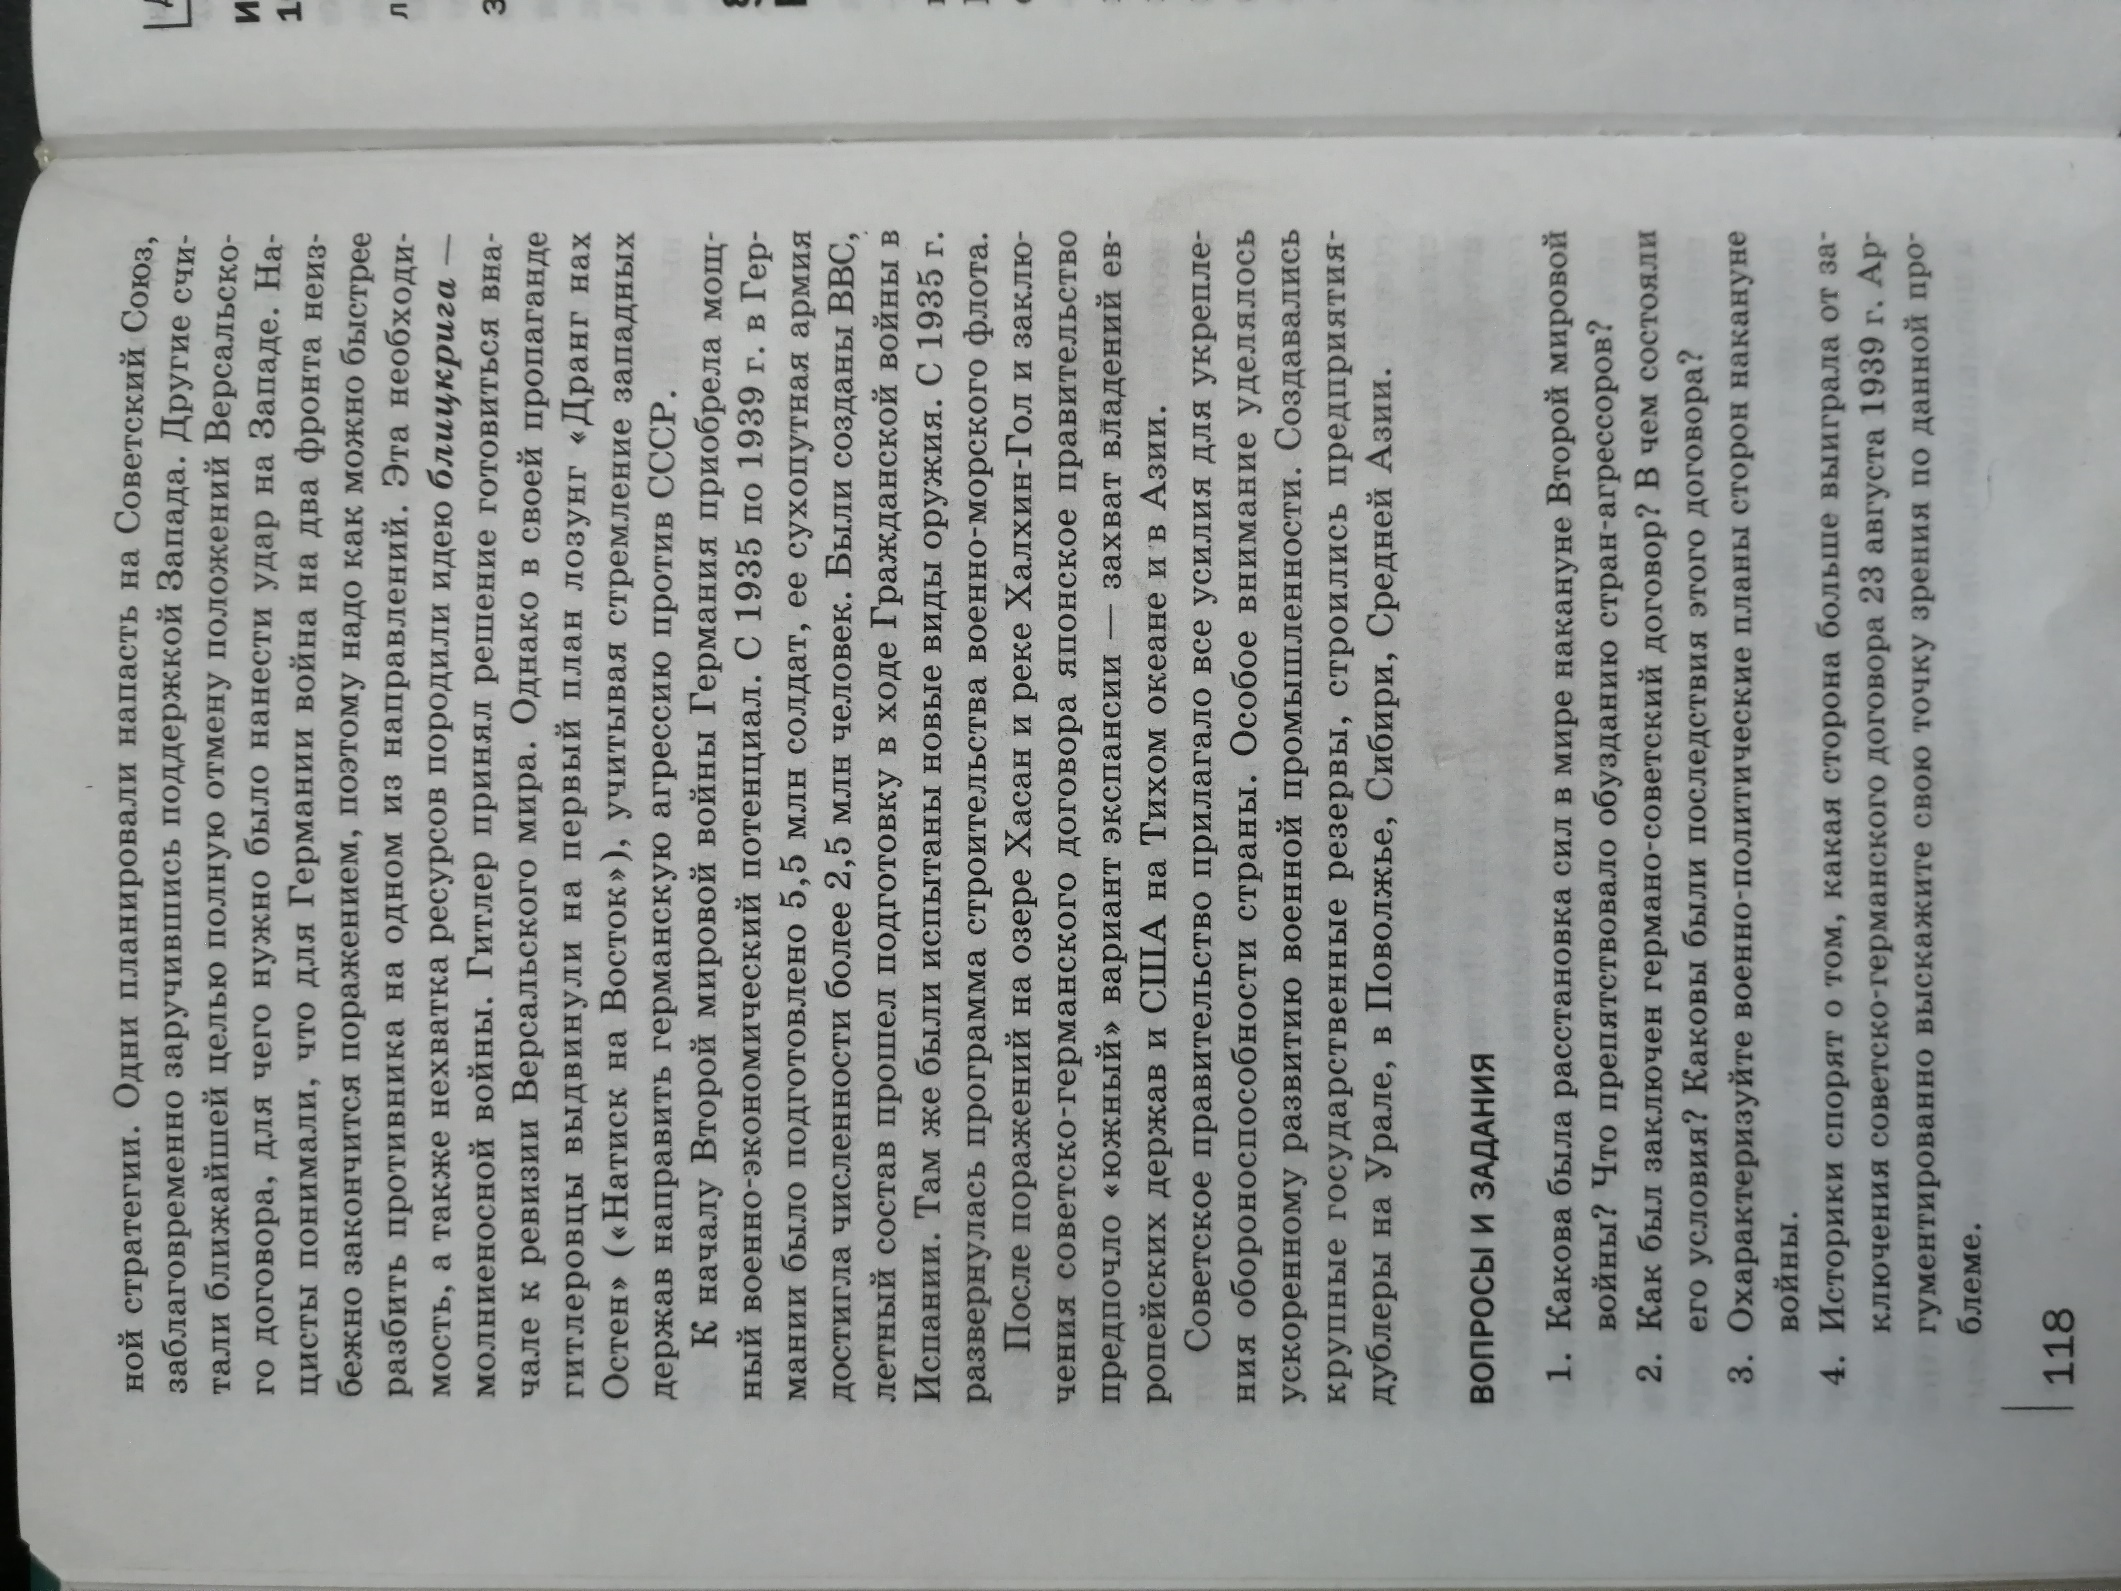 ной стратегии. Одни планировали напасть на Советский Союз,
заблаговременно заручившись поддержкой Запада. Другие счи-
тали ближайшей целью полную отмену положений Версальско-
го договора, для чего нужно было нанести удар на Западе. На-
цисты понимали, что для Германии война на два фронта неиз-
бежно закончится поражением, поэтому надо как можно быстрее
разбить противника на одном из направлений. Эта необходи-
мость, а также нехватка ресурсов породили идею блицкрига —
молниеносной войны. Гитлер принял решение готовиться вна-
чале к ревизии Версальского мира. Однако в своей пропаганде
гитлеровцы выдвинули на первый план лозунг «Дранг нах
Остен» («Натиск на Восток»), учитывая стремление западных
держав направить германскую агрессию против СССР.
К началу Второй мировой войны Германия приобрела мощ-
ный военно-экономический потенциал. С 1935 по 1939 г. в Гер-
мании было подготовлено 5,5 млн солдат, ее сухопутная армия
достигла численности более 2,5 млн человек. Были созданы ВВС,
летный состав прошел подготовку в ходе Гражданской войны в
Испании. Там же были испытаны новые виды оружия. С 1935 г.
развернулась программа строительства военно-морского флота.
После поражений на озере Хасан и реке Халхин-Гол и заклю-
чения советско-германского договора японское правительство
предпочло «южный» вариант экспансии — захват владений ев-
ропейских держав и США на Тихом океане и в Азии.
Советское правительство прилагало все усилия для укрепле-
ния обороноспособности страны. Особое внимание уделялось
ускоренному развитию военной промышленности. Создавались
крупные государственные резервы, строились предприятия-
дублеры на Урале, в Поволжье, Сибири, Средней Азии.
ВОПРОСЫ И ЗАДАНИЯ
1. Какова была расстановка сил в мире накануне Второй мировой
войны? Что препятствовало обузданию стран-агрессоров?
2. Как был заключен германо-советский договор? В чем состояли
его условия? Каковы были последствия этого договора?
3. Охарактеризуйте военно-политические планы сторон накануне
войны.
4. Историки спорят о том, какая сторона больше выиграла от за-
ключения советско-германского договора 23 августа 1939 г. Ар-
гументированно выскажите свою точку зрения по данной про-
блеме.
118